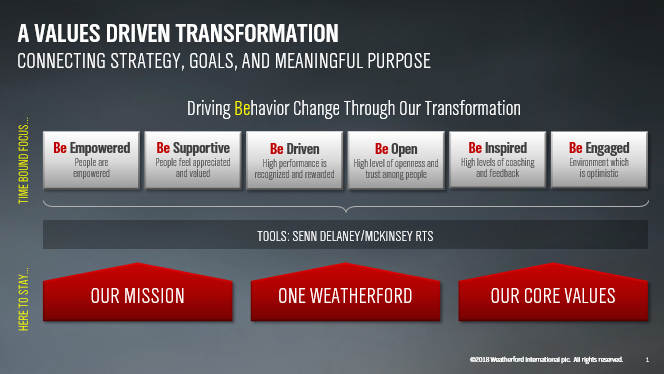 A VALUES DRIVEN TRANSFORMATION
CONNECTING STRATEGY, GOALS, AND MEANINGFUL PURPOSE
Driving Behavior Change Through Our Transformation
TIME BOUND FOCUS...
Be Empowered
People are
empowered
Be Supportive
People feel appreciated
and valued
Be Driven
High performance is
recognized and rewarded
Be Open
High level of openness and
trust among people
Be Inspired
High levels of coaching
and feedback
Be Engaged
Environment which
is optimistic
TOOLS: SENN DELANEY/MCKINSEY RTS
HERE TO STAY...
OUR MISSION
ONE WEATHERFORD
OUR CORE VALUES
©2018 Weatherford International plc. All rights reserved.
1